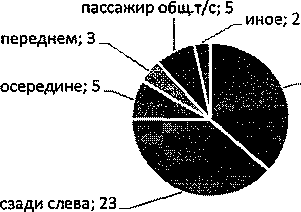 пассажир общ.т/с; 5
иное; 2
переднем; 3
осередине; 5
сзади слева; 23